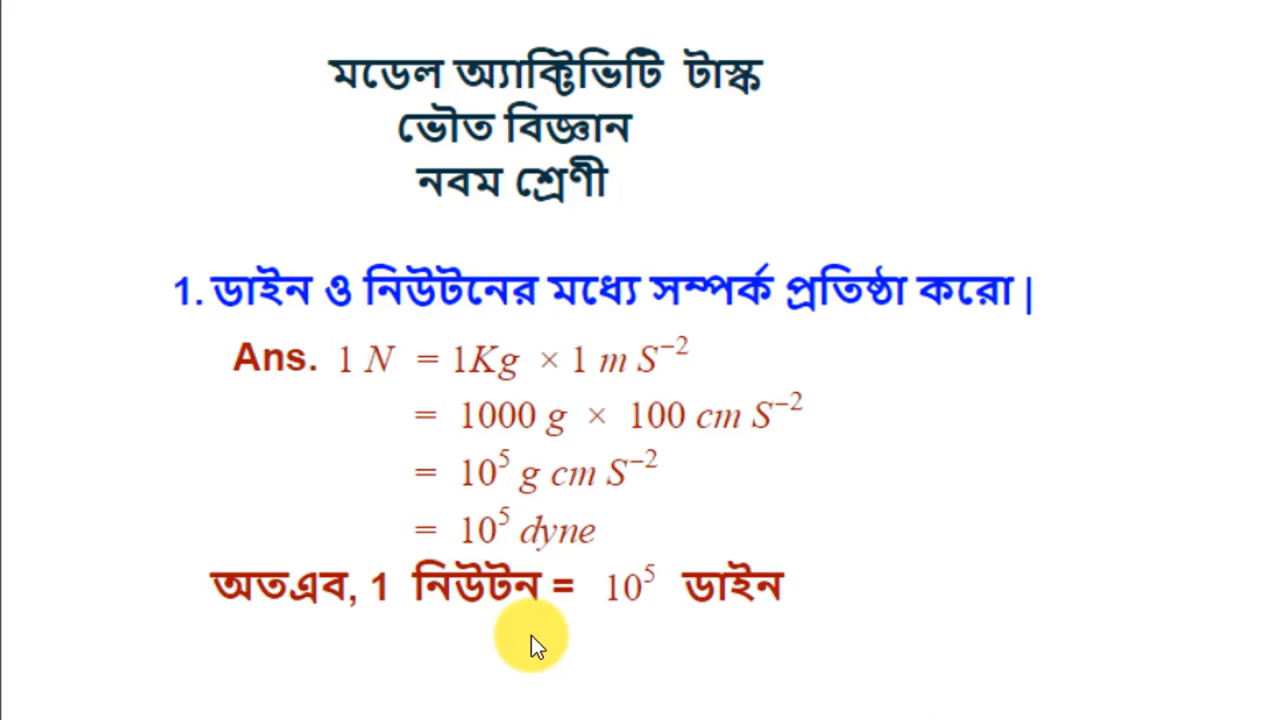 মডেল অ্যাক্টিভিটি টাস্ক
ভৌত বিজ্ঞান
নবম শ্রেণী
1. ডাইন ও নিউটনের মধ্যে সম্পর্ক প্রতিষ্ঠা করো |
Ans. 1 N = 1Kg × 1 m S⁻²
= 1000 g × 100 cm S⁻²
= 10⁵ g cm S⁻²
= 10⁵ dyne
অতএব, 1 নিউটন = 10⁵ ডাইন